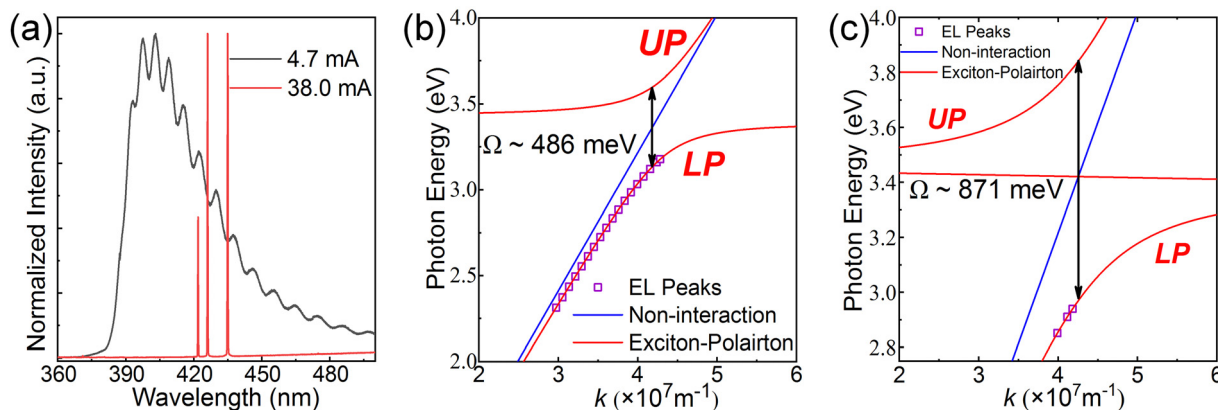 (a)
Normalized Intensity (a.u.)
4.7 mA
38.0 mA
360 390 420 450 480
Wavelength (nm)
(b)
Photon Energy (eV)
4.0
3.5
3.0
2.5
2.0
UP
Ω ~ 486 meV
LP
EL Peaks
Non-interaction
Exciton-Polairton
2 3 4 5 6
k (×10⁷m⁻¹)
(c)
Photon Energy (eV)
4.0
3.8
3.6
3.4
3.2
3.0
2.8
EL Peaks
Non-interaction
Exciton-Polairton
UP
Ω ~ 871 meV
LP
2 3 4 5 6
k (×10⁷m⁻¹)